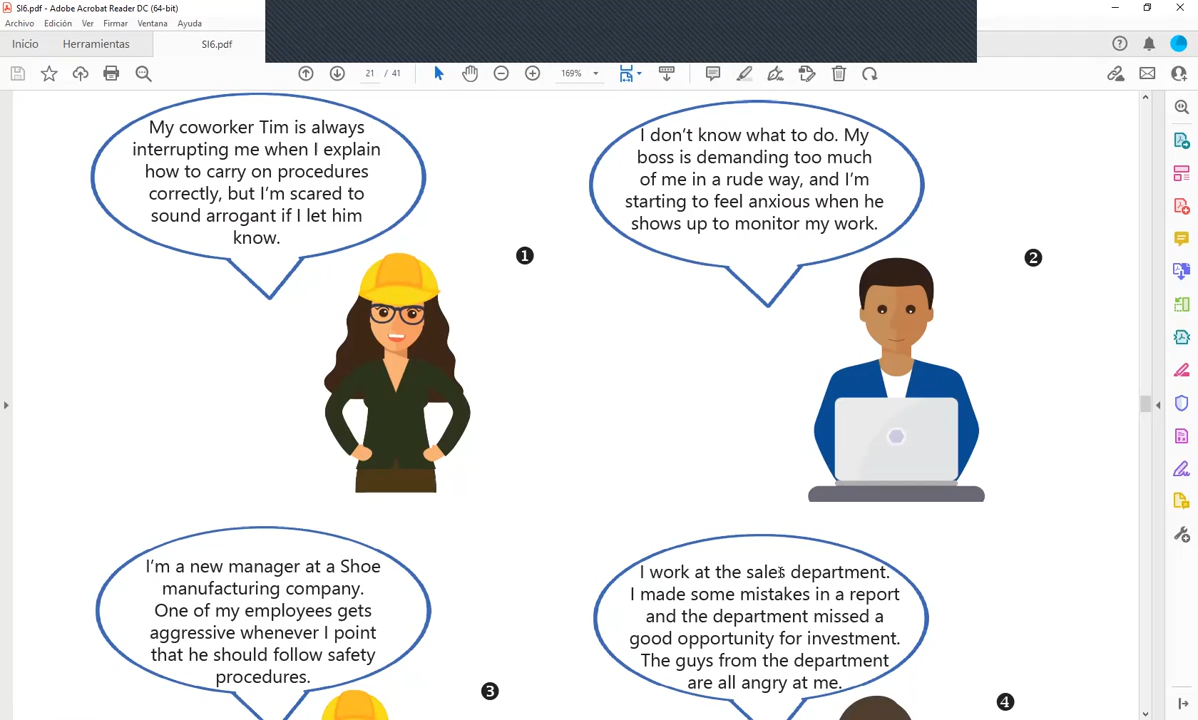 SI6.pdf - Adobe Acrobat Reader DC (64-bit)
Archivo Edición Ver Firmar Ventana Ayuda
Inicio Herramientas SI6.pdf
21 / 41 169%
My coworker Tim is always
interrupting me when I explain
how to carry on procedures
correctly, but I'm scared to
sound arrogant if I let him
know.
1
I don't know what to do. My
boss is demanding too much
of me in a rude way, and I'm
starting to feel anxious when he
shows up to monitor my work.
2
I'm a new manager at a Shoe
manufacturing company.
One of my employees gets
aggressive whenever I point
that he should follow safety
procedures.
3
I work at the sales department.
I made some mistakes in a report
and the department missed a
good opportunity for investment.
The guys from the department
are all angry at me.
4